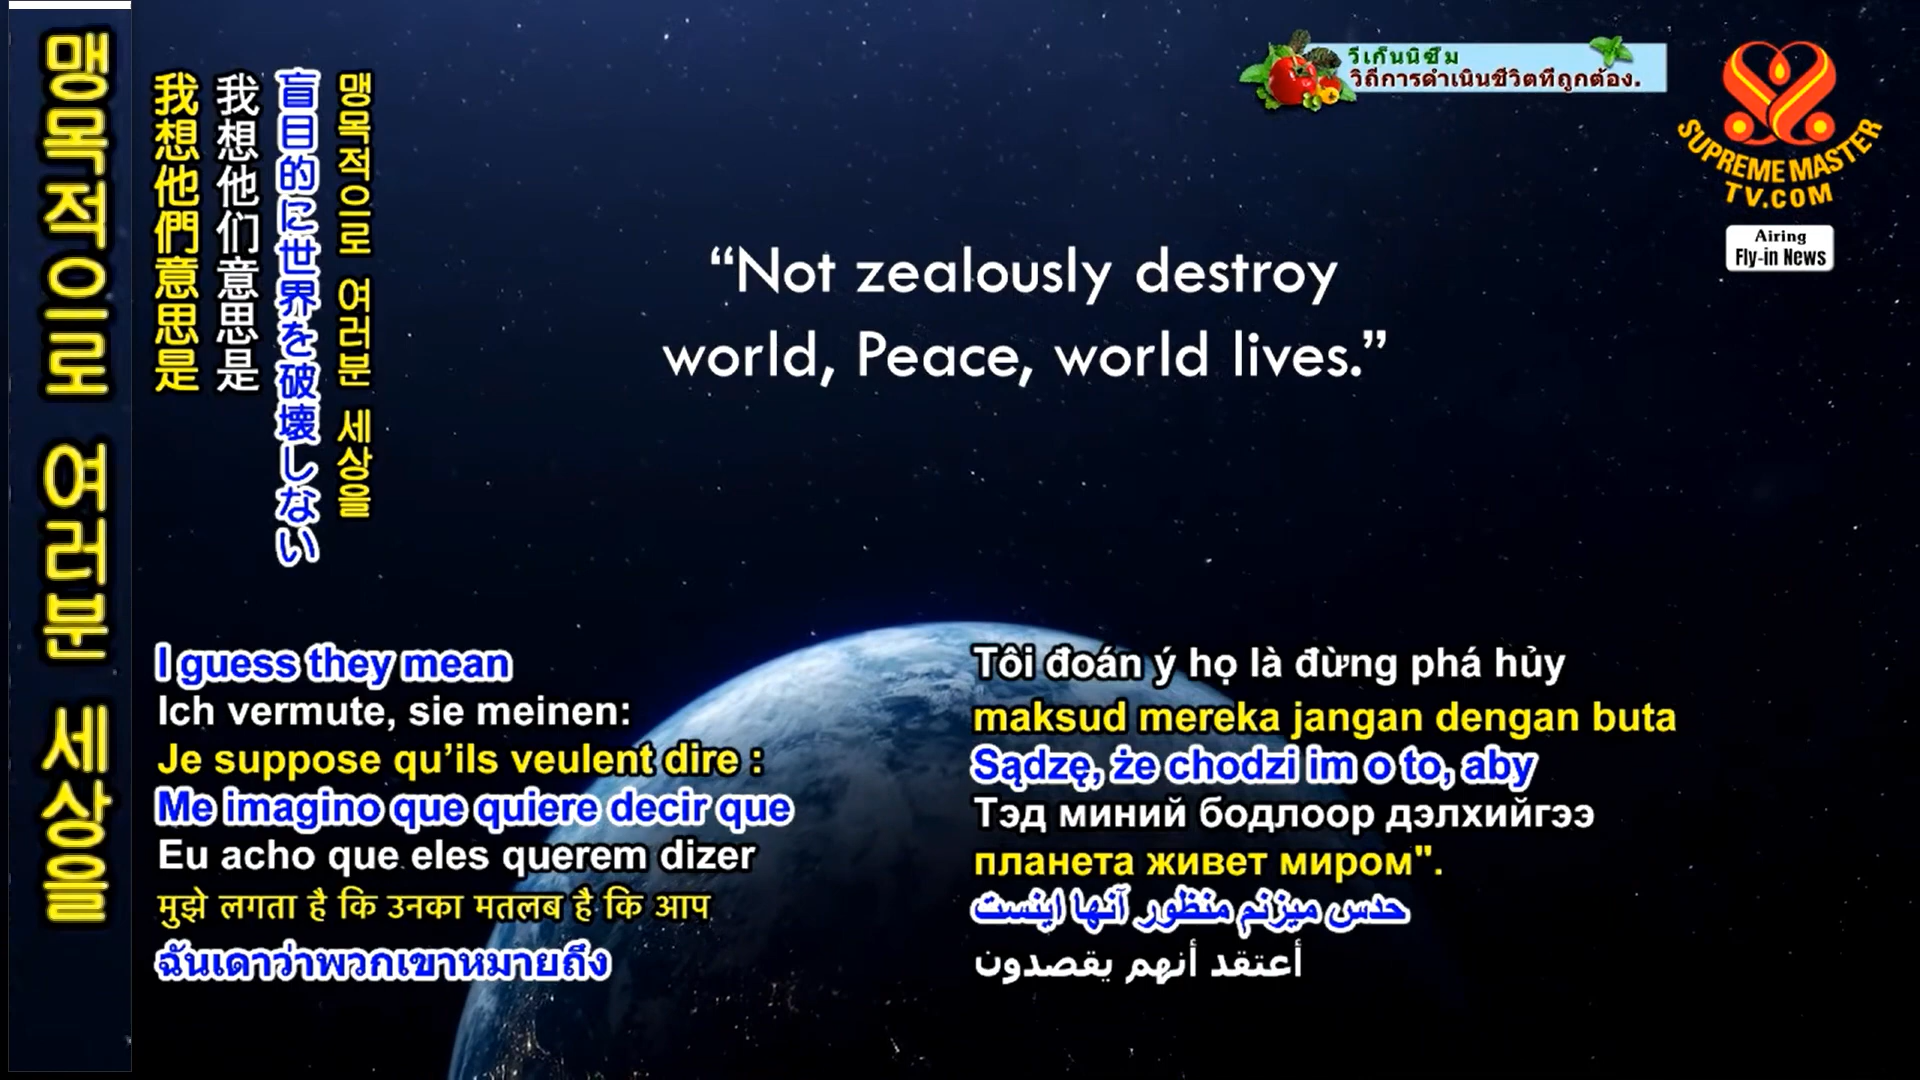 맹목적으로 여러분 세상을
我想他們意思是
我想他们意思是
盲目的に世界を破壊しない
맹목적으로 여러분 세상을
วีแก็นนิซึม
วิถีการดำเนินชีวิตที่ถูกต้อง.
SUPREME MASTER
TV.COM
Airing
Fly-in News
“Not zealously destroy
world, Peace, world lives.”
I guess they mean
Ich vermute, sie meinen:
Je suppose qu’ils veulent dire :
Me imagino que quiere decir que
Eu acho que eles querem dizer
मुझे लगता है कि उनका मतलब है कि आप
ฉันเดาว่าพวกเขาหมายถึง
Tôi đoán ý họ là đừng phá hủy
maksud mereka jangan dengan buta
Sądzę, że chodzi im o to, aby
Тэд миний бодлоор дэлхийгээ
планета живет миром".
حدس میزنم منظور آنها اینست
أعتقد أنهم يقصدون